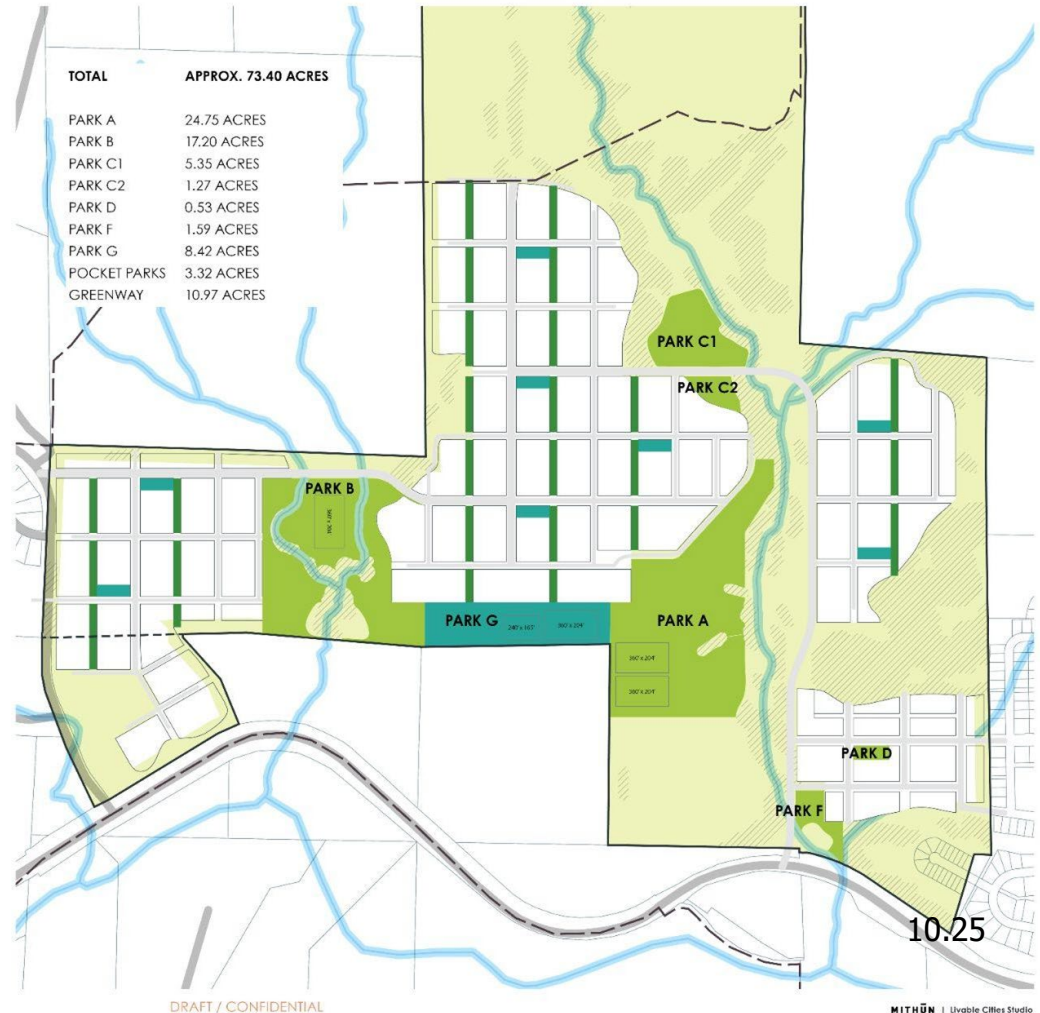 TOTAL APPROX. 73.40 ACRES
PARK A 24.75 ACRES
PARK B 17.20 ACRES
PARK C1 5.35 ACRES
PARK C2 1.27 ACRES
PARK D 0.53 ACRES
PARK F 1.59 ACRES
PARK G 8.42 ACRES
POCKET PARKS 3.32 ACRES
GREENWAY 10.97 ACRES
PARK C1
PARK C2
PARK B
PARK G
PARK A
PARK D
PARK F
10.25
DRAFT / CONFIDENTIAL
MITHŪN | Livable Cities Studio